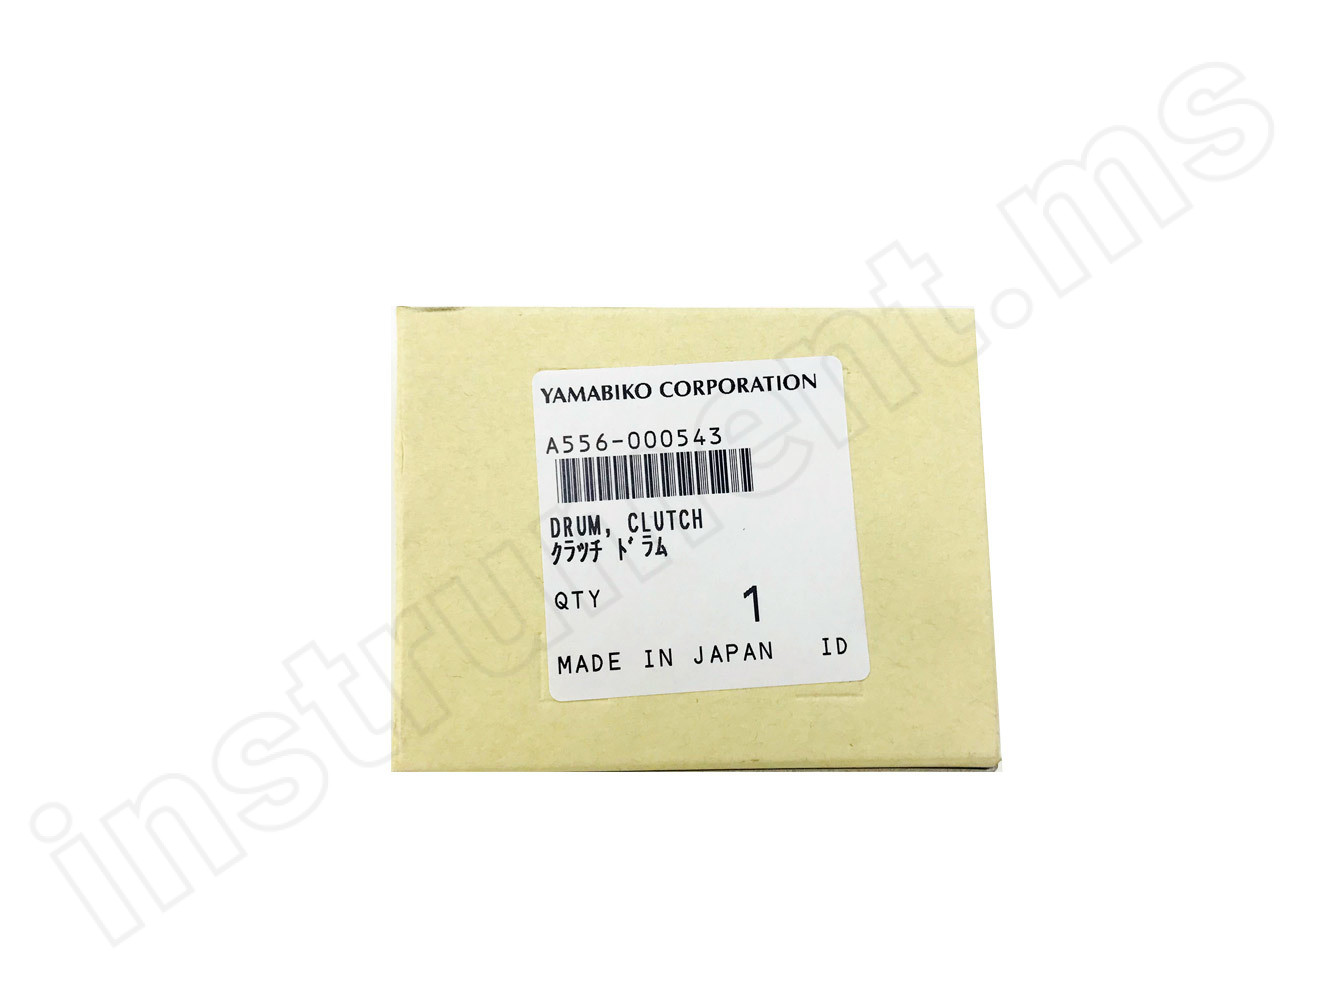 YAMABIKO CORPORATION
A556-000543
DRUM, CLUTCH
ｸﾗｯﾁ ﾄﾞﾗﾑ
QTY 1
MADE IN JAPAN ID
instrument.ms